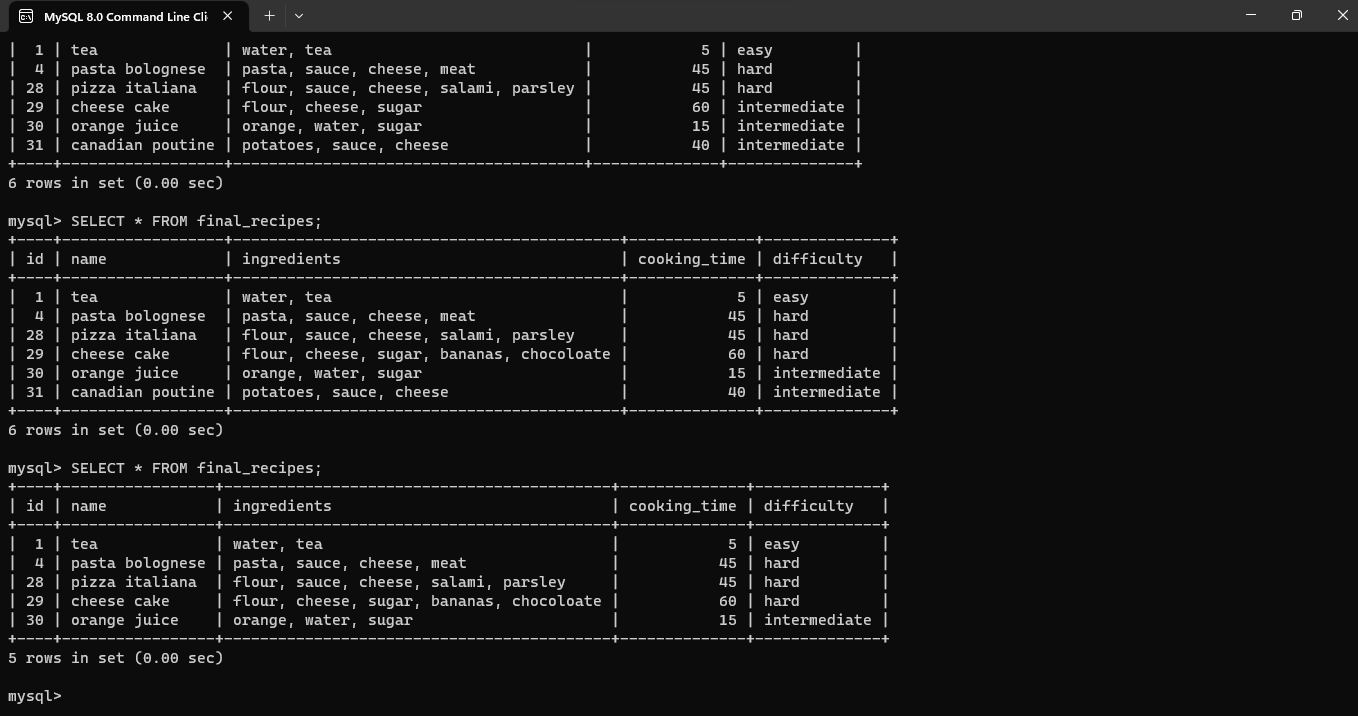 MySQL 8.0 Command Line Cli
|  1 | tea              | water, tea                            |            5 | easy         |
|  4 | pasta bolognese  | pasta, sauce, cheese, meat            |           45 | hard         |
| 28 | pizza italiana   | flour, sauce, cheese, salami, parsley |           45 | hard         |
| 29 | cheese cake      | flour, cheese, sugar                  |           60 | intermediate |
| 30 | orange juice     | orange, water, sugar                  |           15 | intermediate |
| 31 | canadian poutine | potatoes, sauce, cheese               |           40 | intermediate |
+----+------------------+---------------------------------------+--------------+--------------+
6 rows in set (0.00 sec)
mysql> SELECT * FROM final_recipes;
+----+------------------+-------------------------------------------+--------------+--------------+
| id | name             | ingredients                               | cooking_time | difficulty   |
+----+------------------+-------------------------------------------+--------------+--------------+
|  1 | tea              | water, tea                                |            5 | easy         |
|  4 | pasta bolognese  | pasta, sauce, cheese, meat                |           45 | hard         |
| 28 | pizza italiana   | flour, sauce, cheese, salami, parsley     |           45 | hard         |
| 29 | cheese cake      | flour, cheese, sugar, bananas, chocoloate |           60 | hard         |
| 30 | orange juice     | orange, water, sugar                      |           15 | intermediate |
| 31 | canadian poutine | potatoes, sauce, cheese                   |           40 | intermediate |
+----+------------------+-------------------------------------------+--------------+--------------+
6 rows in set (0.00 sec)
mysql> SELECT * FROM final_recipes;
+----+-----------------+-------------------------------------------+--------------+--------------+
| id | name            | ingredients                               | cooking_time | difficulty   |
+----+-----------------+-------------------------------------------+--------------+--------------+
|  1 | tea             | water, tea                                |            5 | easy         |
|  4 | pasta bolognese | pasta, sauce, cheese, meat                |           45 | hard         |
| 28 | pizza italiana  | flour, sauce, cheese, salami, parsley     |           45 | hard         |
| 29 | cheese cake     | flour, cheese, sugar, bananas, chocoloate |           60 | hard         |
| 30 | orange juice    | orange, water, sugar                      |           15 | intermediate |
+----+-----------------+-------------------------------------------+--------------+--------------+
5 rows in set (0.00 sec)
mysql>